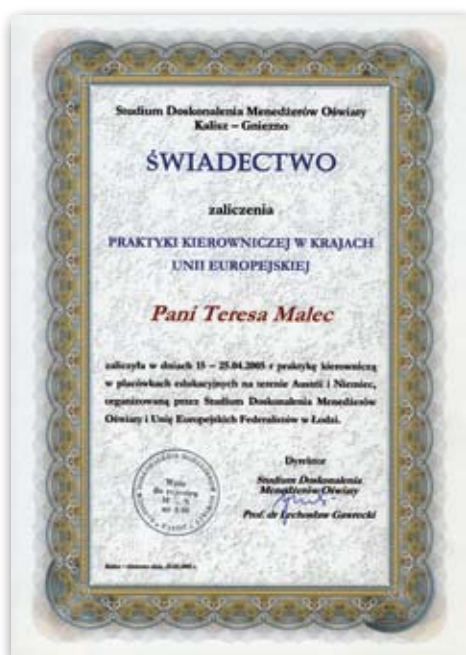 Studium Doskonalenia Menedżerów Oświaty
Kalisz – Gniezno
ŚWIADECTWO
zaliczenia
PRAKTYKI KIEROWNICZEJ W KRAJACH
UNII EUROPEJSKIEJ
Pani Teresa Malec
zaliczyła w dniach 15 – 25.04.2005 r praktykę kierowniczą
w placówkach edukacyjnych na terenie Austrii i Niemiec,
organizowaną przez Studium Doskonalenia Menedżerów
Oświaty i Unię Europejskich Federalistów w Łodzi.
Dyrektor
Studium Doskonalenia
Menedżerów Oświaty
Prof. dr Lechosław Gawrecki